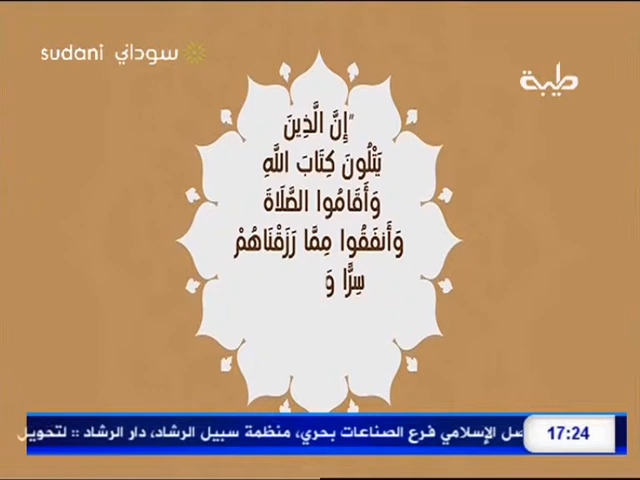 sudani سوداني
طيبة
"إِنَّ الَّذِينَ
يَتْلُونَ كِتَابَ اللَّهِ
وَأَقَامُوا الصَّلَاةَ
وَأَنفَقُوا مِمَّا رَزَقْنَاهُمْ
سِرًّا وَ
الإسلامي فرع الصناعات بحري، منظمة سبيل الرشاد، دار الرشاد :: لتحويل
17:24